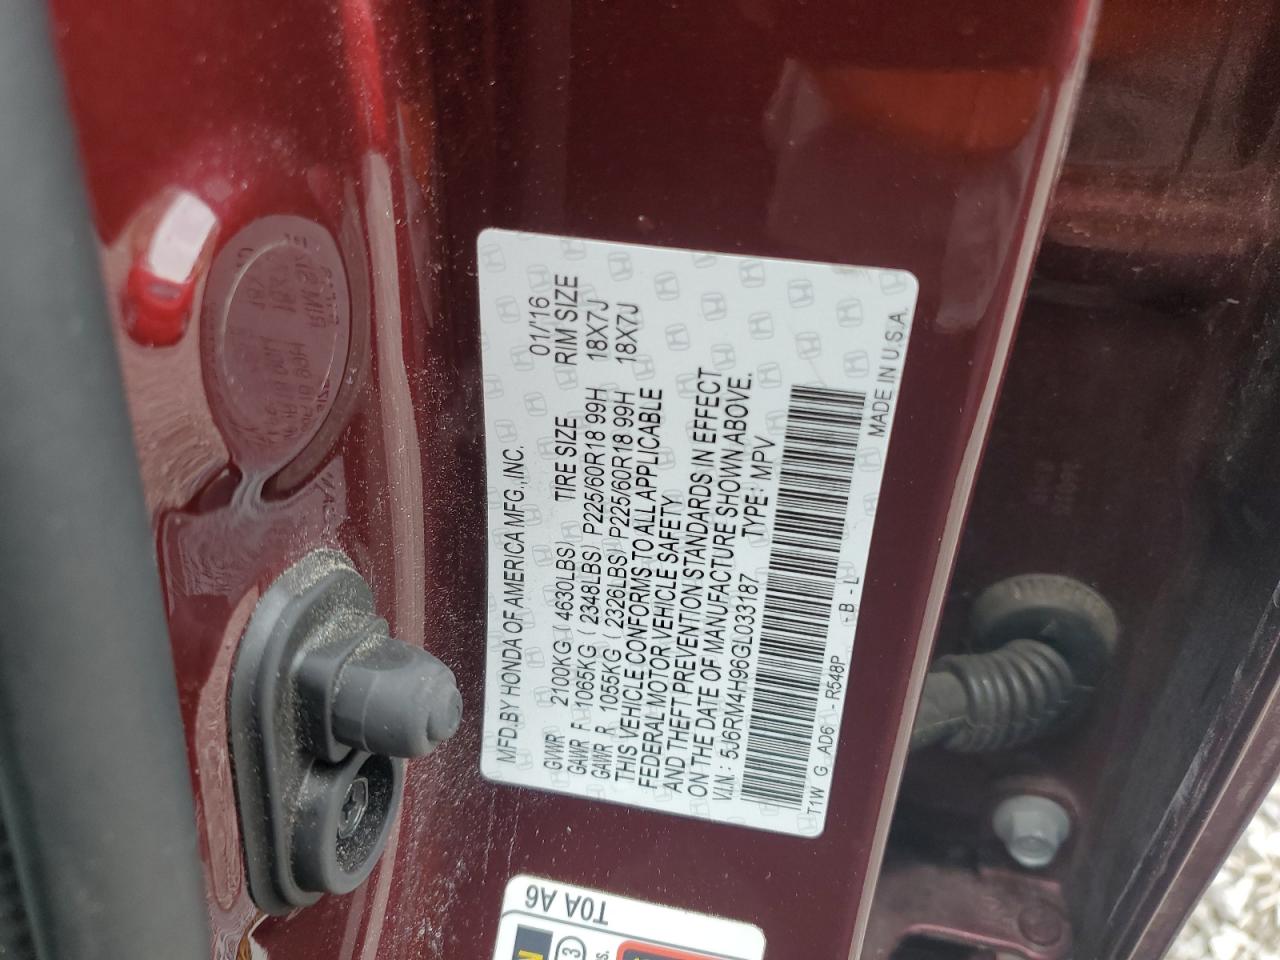 MFD.BY HONDA OF AMERICA MFG.,INC. 01/16
GVWR 2100KG ( 4630LBS) TIRE SIZE RIM SIZE
GAWR F 1065KG ( 2348LBS) P225/60R18 99H 18X7J
GAWR R 1055KG ( 2326LBS) P225/60R18 99H 18X7J
THIS VEHICLE CONFORMS TO ALL APPLICABLE
FEDERAL MOTOR VEHICLE SAFETY
AND THEFT PREVENTION STANDARDS IN EFFECT
ON THE DATE OF MANUFACTURE SHOWN ABOVE.
V.I.N.: 5J6RM4H96GL033187 TYPE: MPV
T1W G AD6 -R548P -B - L MADE IN U.S.A.
T0A A6
3